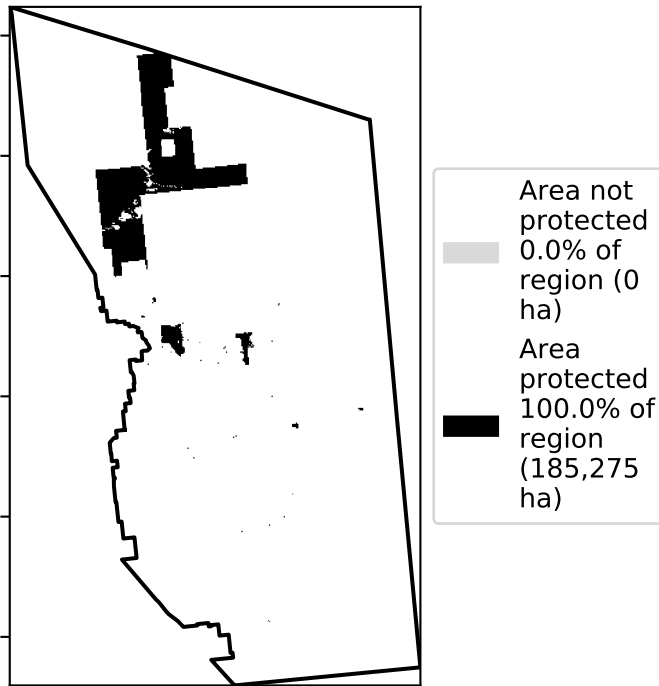 Area not
protected
0.0% of
region (0
ha)
Area
protected
100.0% of
region
(185,275
ha)